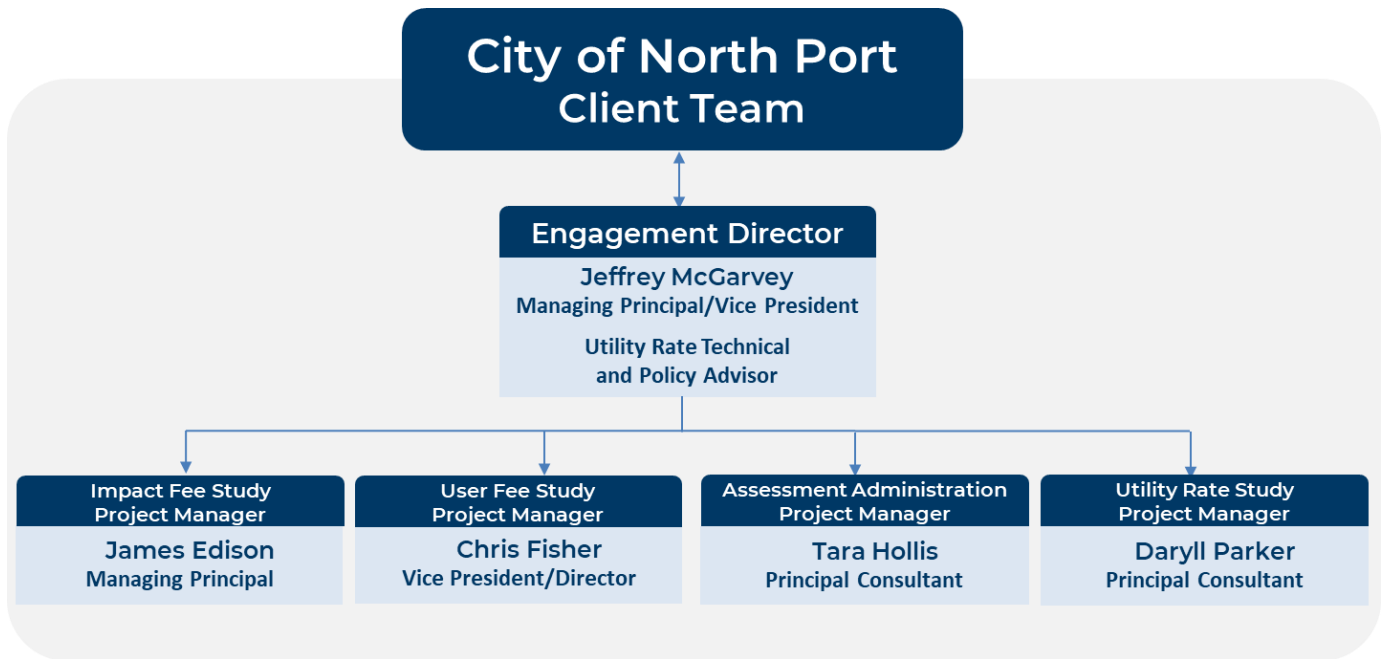 City of North Port
Client Team
Engagement Director
Jeffrey McGarvey
Managing Principal/Vice President
Utility Rate Technical
and Policy Advisor
Impact Fee Study
Project Manager
James Edison
Managing Principal
User Fee Study
Project Manager
Chris Fisher
Vice President/Director
Assessment Administration
Project Manager
Tara Hollis
Principal Consultant
Utility Rate Study
Project Manager
Daryll Parker
Principal Consultant